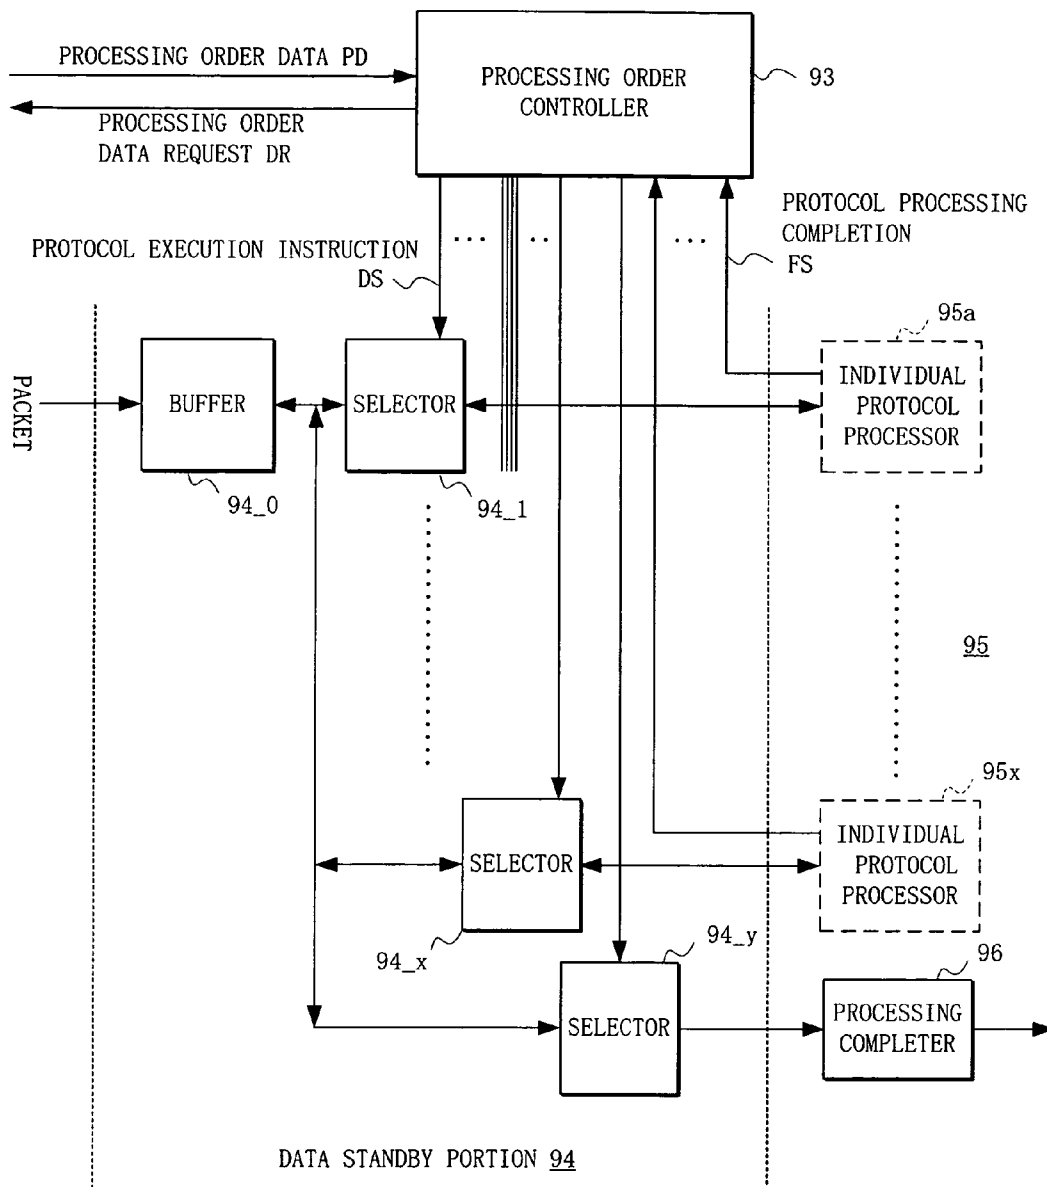 PROCESSING ORDER DATA PD
PROCESSING ORDER
DATA REQUEST DR
PROCESSING ORDER
CONTROLLER
93
PROTOCOL EXECUTION INSTRUCTION
DS
... .. ...
PROTOCOL PROCESSING
COMPLETION
FS
PACKET
BUFFER
94_0
SELECTOR
94_1
95a
INDIVIDUAL
PROTOCOL
PROCESSOR
95
95x
INDIVIDUAL
PROTOCOL
PROCESSOR
SELECTOR
94_x
94_y
SELECTOR
96
PROCESSING
COMPLETER
DATA STANDBY PORTION 94